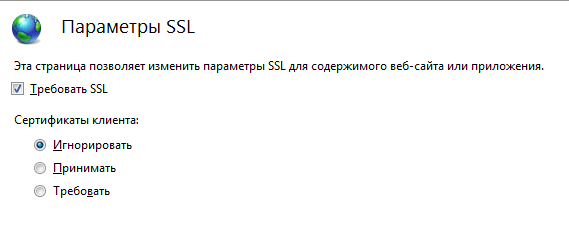 Параметры SSL
Эта страница позволяет изменить параметры SSL для содержимого веб-сайта или приложения.
Требовать SSL
Сертификаты клиента:
Игнорировать
Принимать
Требовать